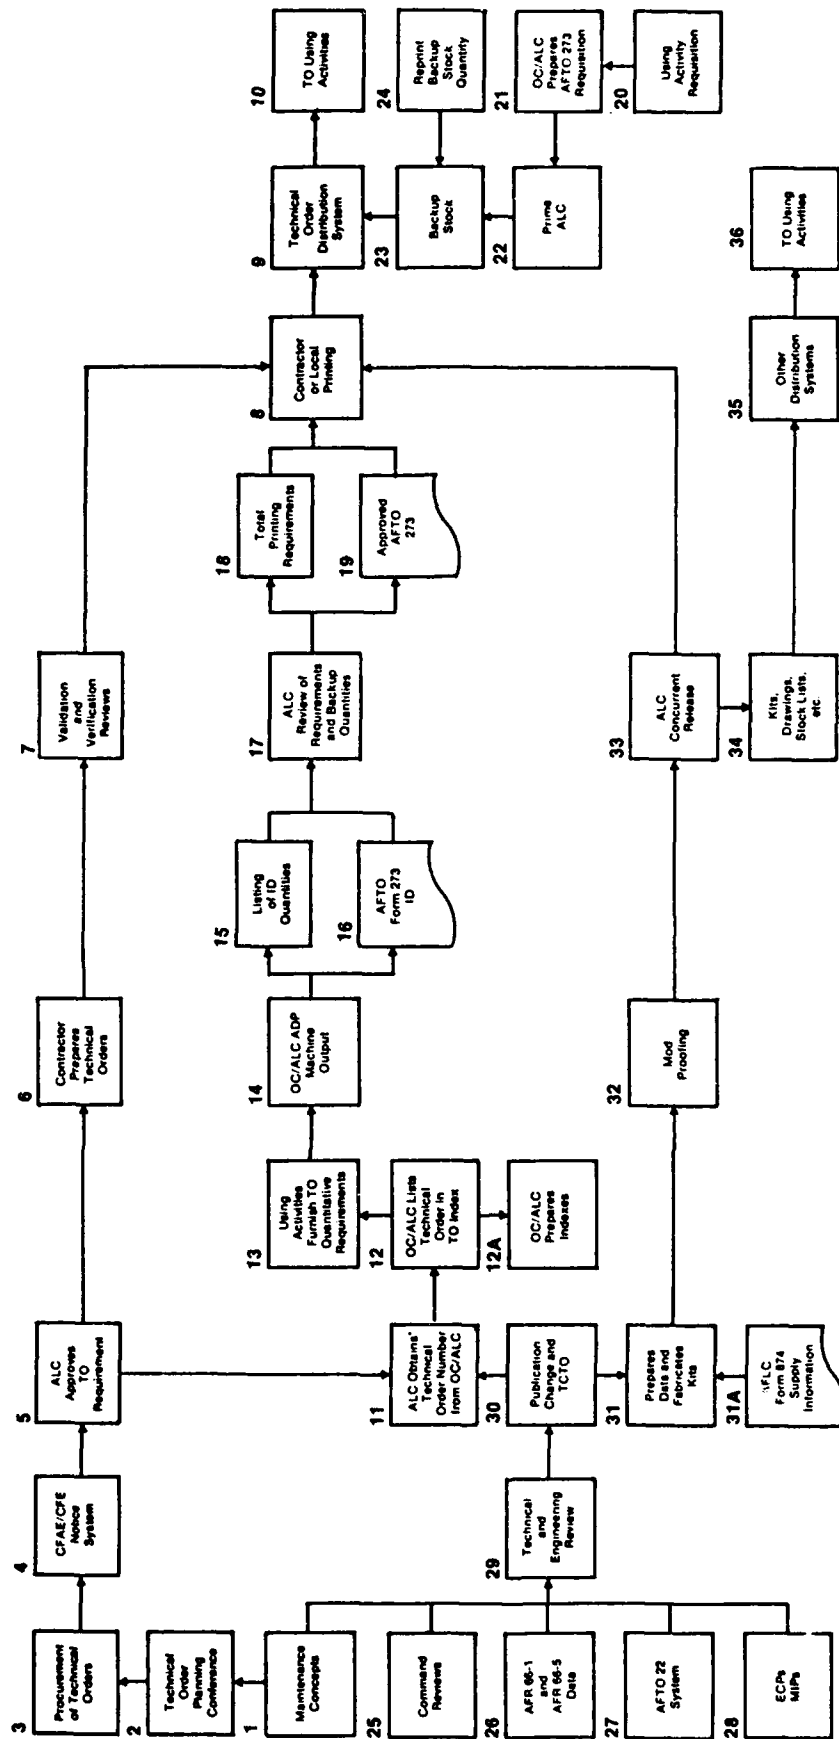 3
Procurement
of Technical
Orders
2
Technical
Order
Planning
Conference
1
Maintenance
Concepts
25
Command
Reviews
26
AFR 66-1
and
AFR 66-5
Data
27
AFTO 22
System
28
ECPs
MIPs
4
CFAE/CFE
Notice
System
29
Technical
and
Engineering
Review
5
ALC
Approves
TO
Requirement
11
ALC Obtains'
Technical
Order Number
from OC/ALC
30
Publication
Change and
TCTO
31
Prepares
Data and
Fabricates
Kits
31A
AFLC
Form 874
Supply
Information
13
Using
Activities
Furnish TO
Quantitative
Requirements
12
OC/ALC Lists
Technical
Order in
TO Index
12A
OC/ALC
Prepares
Indexes
6
Contractor
Prepares
Technical
Orders
14
OC/ALC ADP
Machine
Output
32
Mod
Proofing
15
Listing
of ID
Quantities
16
AFTO
Form 273
ID
7
Validation
and
Verification
Reviews
17
ALC
Review of
Requirements
and Backup
Quantities
33
ALC
Concurrent
Release
34
Kits,
Drawings,
Stock Lists,
etc.
18
Total
Printing
Requirements
19
Approved
AFTO
273
8
Contractor
or Local
Printing
35
Other
Distribution
Systems
9
Technical
Order
Distribution
System
23
Backup
Stock
22
Prime
ALC
36
TO Using
Activities
10
TO Using
Activities
24
Reprint
Backup
Stock
Quantity
21
OC/ALC
Prepares
AFTO 273
Requisition
20
Using
Activity
Requisition